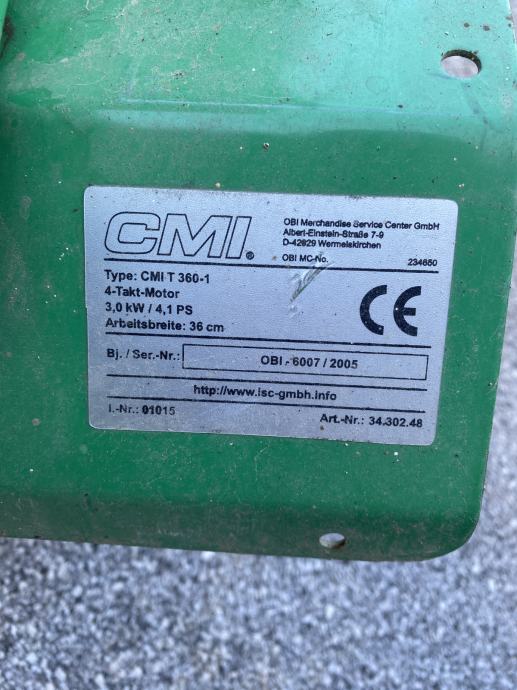 CMI®
OBI Merchandise Service Center GmbH
Albert-Einstein-Straße 7-9
D-42929 Wermelskirchen
OBI MC-No. 234650
Type: CMI T 360-1
4-Takt-Motor
3,0 kW / 4,1 PS
Arbeitsbreite: 36 cm
CE
Bj. / Ser.-Nr.: OBI - 6007 / 2005
http://www.isc-gmbh.info
I.-Nr.: 01015 Art.-Nr.: 34.302.48